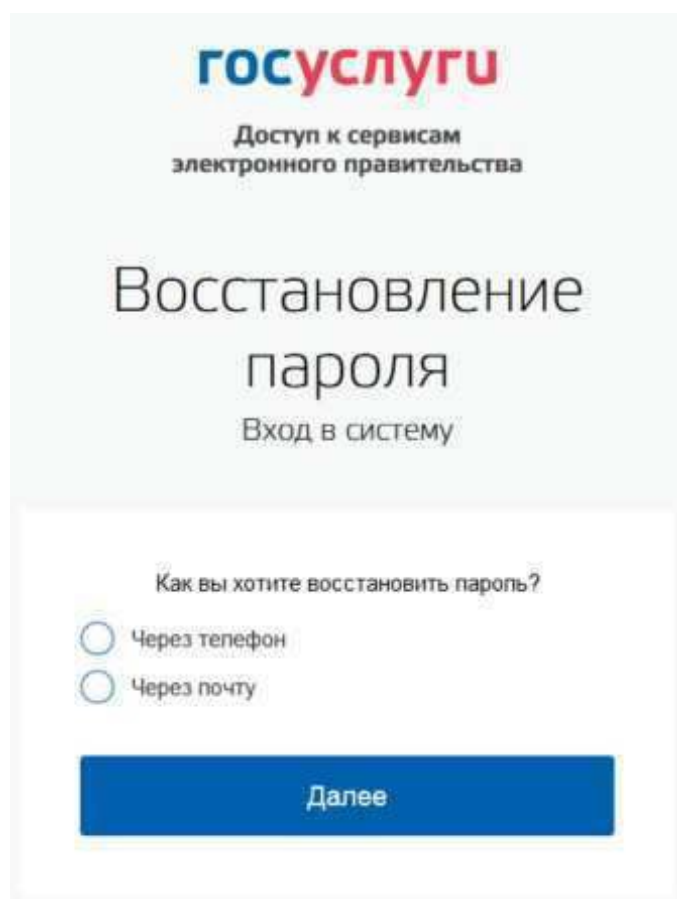 госуслуги
Доступ к сервисам
электронного правительства
Восстановление
пароля
Вход в систему
Как вы хотите восстановить пароль?
Через телефон
Через почту
Далее